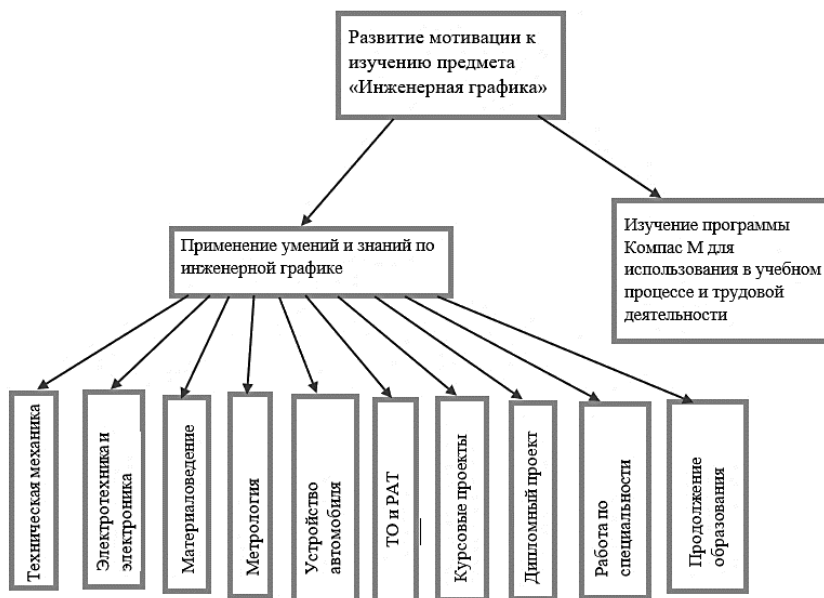 Развитие мотивации к
изучению предмета
«Инженерная графика»
Применение умений и знаний по
инженерной графике
Изучение программы
Компас М для
использования в учебном
процессе и трудовой
деятельности
Техническая механика
Электротехника и
электроника
Материаловедение
Метрология
Устройство
автомобиля
ТО и РАТ
Курсовые проекты
Дипломный проект
Работа по
специальности
Продолжение
образования